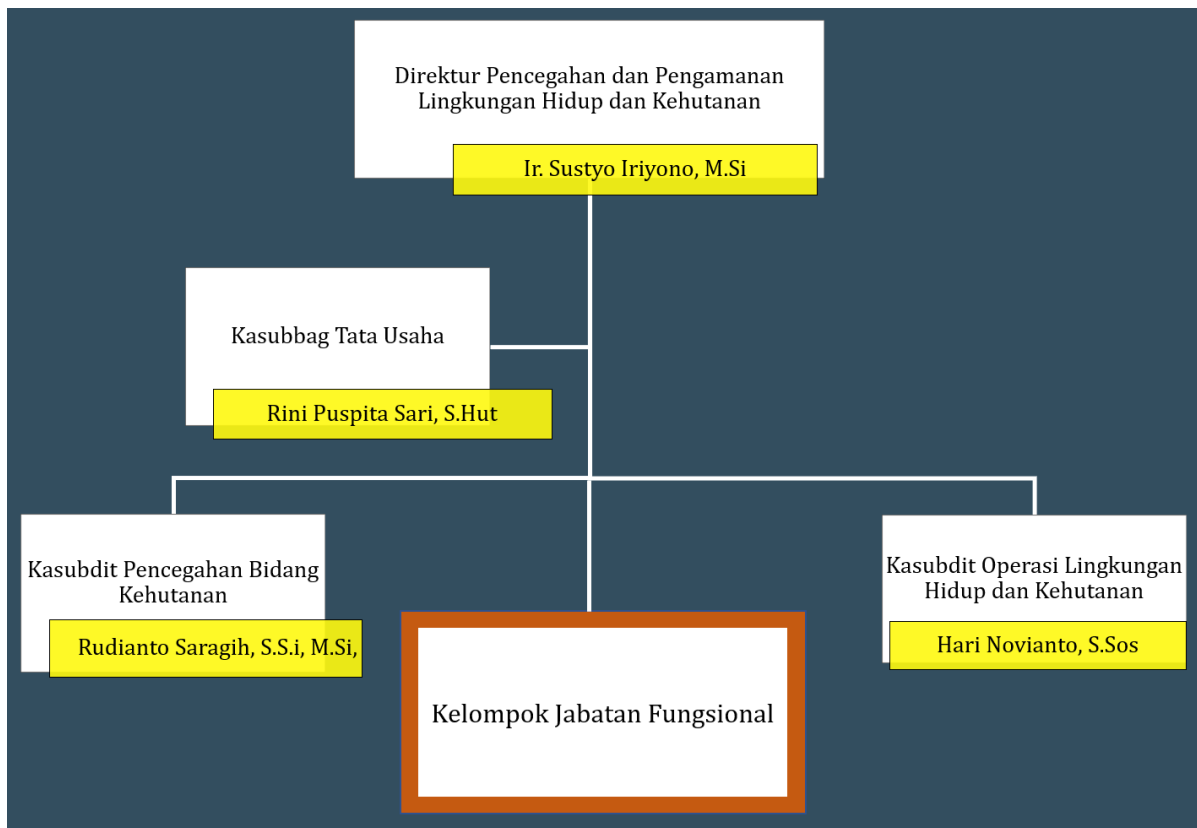 Direktur Pencegahan dan Pengamanan
Lingkungan Hidup dan Kehutanan
Ir. Sustyo Iriyono, M.Si
Kasubbag Tata Usaha
Rini Puspita Sari, S.Hut
Kasubdit Pencegahan Bidang
Kehutanan
Rudianto Saragih, S.S.i, M.Si,
Kasubdit Operasi Lingkungan
Hidup dan Kehutanan
Hari Novianto, S.Sos
Kelompok Jabatan Fungsional